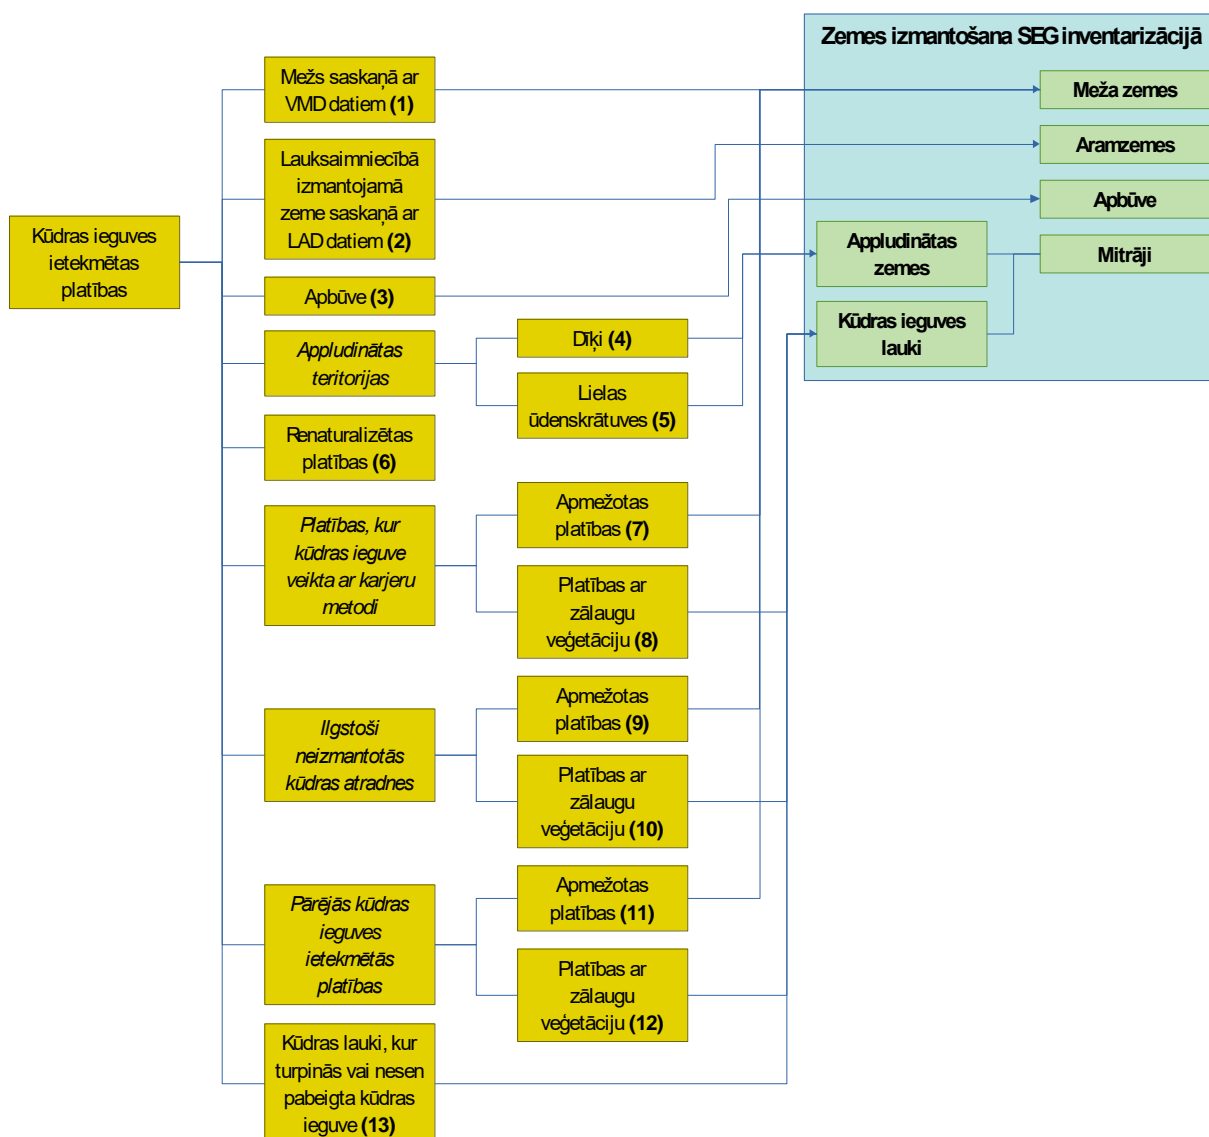 Zemes izmantošana SEG inventarizācijā
Mežs saskaņā ar
VMD datiem (1)
Meža zemes
Lauksaimniecībā
izmantojamā
zeme saskaņā ar
LAD datiem (2)
Aramzemes
Apbūve
Kūdras ieguves
ietekmētas
platības
Appludinātas
zemes
Mitrāji
Apbūve (3)
Kūdras ieguves
lauki
Appludinātas
teritorijas
Dīķi (4)
Lielas
ūdenskrātuves (5)
Renaturalizētas
platības (6)
Platības, kur
kūdras ieguve
veikta ar karjeru
metodi
Apmežotas
platības (7)
Platības ar
zālaugu
veģetāciju (8)
Ilgstoši
neizmantotās
kūdras atradnes
Apmežotas
platības (9)
Platības ar
zālaugu
veģetāciju (10)
Pārējās kūdras
ieguves
ietekmētās
platības
Apmežotas
platības (11)
Platības ar
zālaugu
veģetāciju (12)
Kūdras lauki, kur
turpinās vai nesen
pabeigta kūdras
ieguve (13)